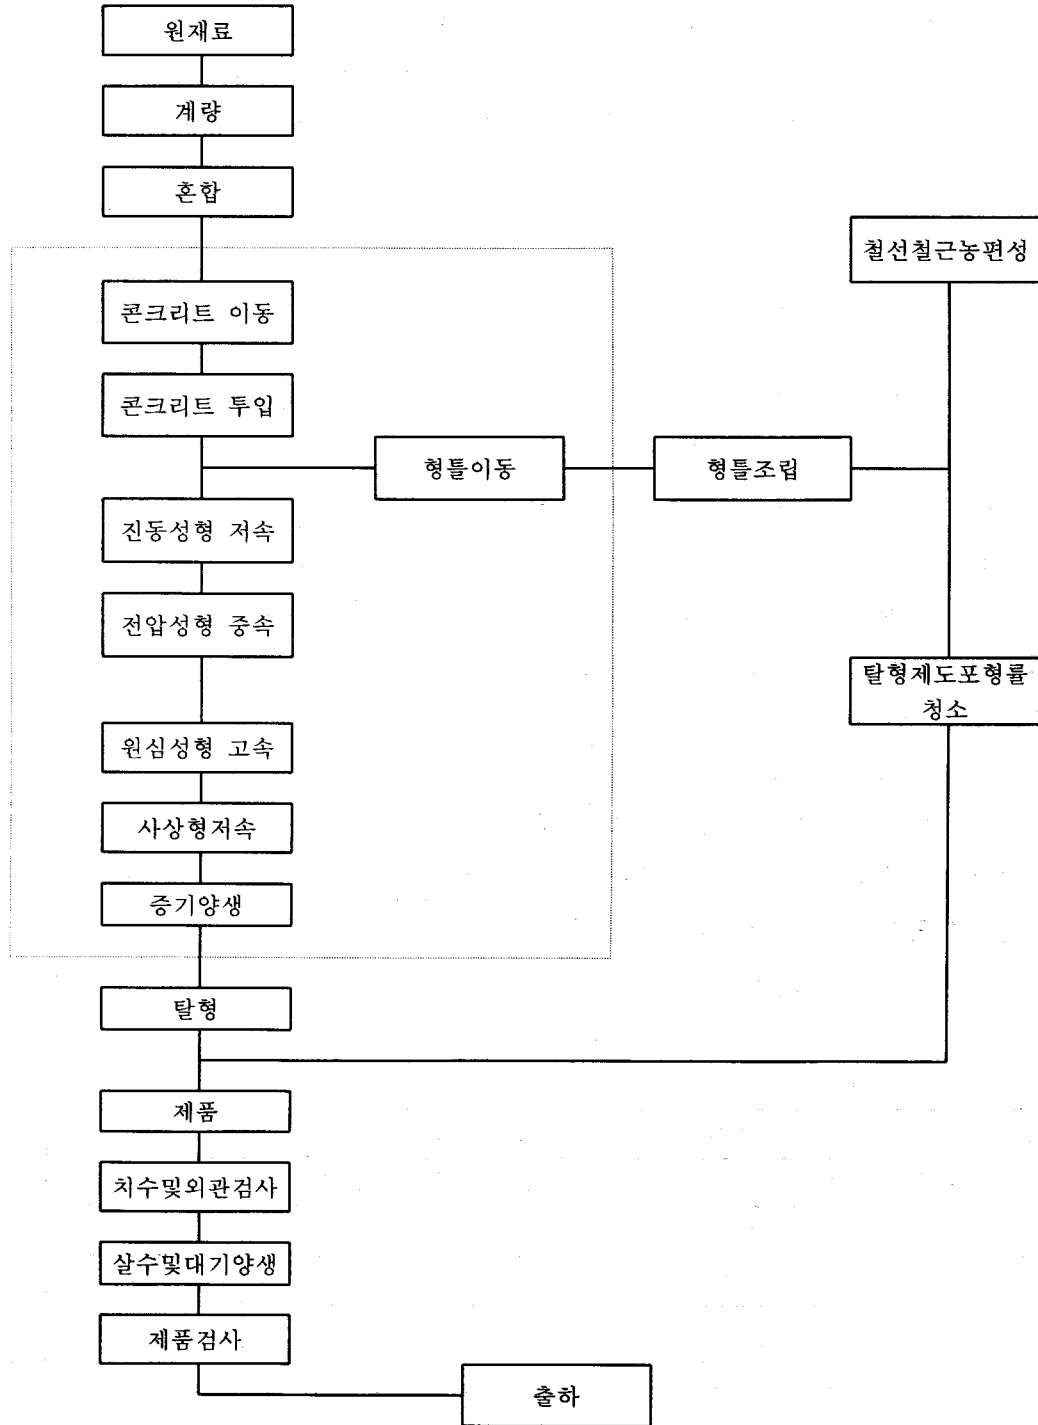 원재료
계량
혼합
철선철근농편성
콘크리트 이동
콘크리트 투입
형틀이동
형틀조립
진동성형 저속
전압성형 중속
탈형제도포형률
청소
원심성형 고속
사상형저속
증기양생
탈형
제품
치수및외관검사
살수및대기양생
제품검사
출하